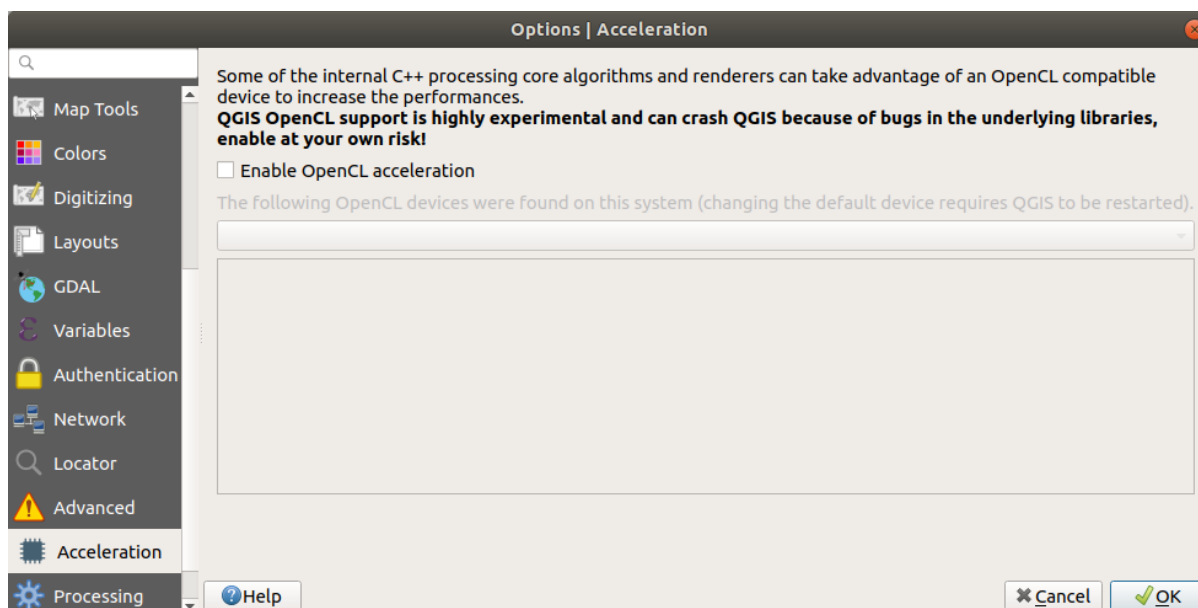 Options | Acceleration
Map Tools
Colors
Digitizing
Layouts
GDAL
Variables
Authentication
Network
Locator
Advanced
Acceleration
Processing
Some of the internal C++ processing core algorithms and renderers can take advantage of an OpenCL compatible
device to increase the performances.
QGIS OpenCL support is highly experimental and can crash QGIS because of bugs in the underlying libraries,
enable at your own risk!
Enable OpenCL acceleration
The following OpenCL devices were found on this system (changing the default device requires QGIS to be restarted).
Help
Cancel
OK